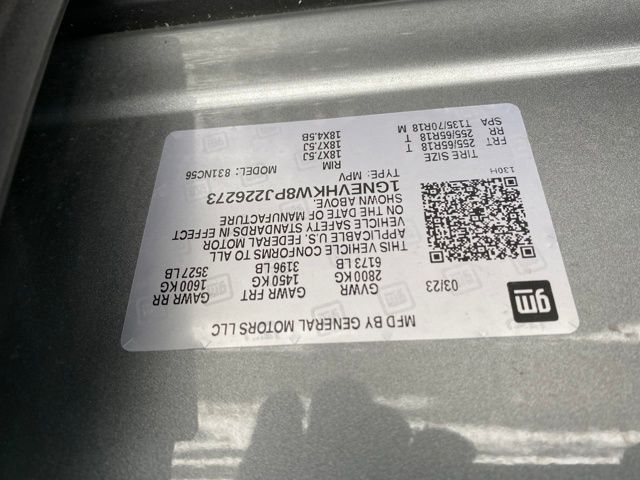 gm
MFD BY GENERAL MOTORS LLC
03/23 GVWR GAWR FRT GAWR RR
2800 KG 1450 KG 1600 KG
6173 LB 3196 LB 3527 LB
THIS VEHICLE CONFORMS TO ALL
APPLICABLE U.S. FEDERAL MOTOR
VEHICLE SAFETY STANDARDS IN EFFECT
ON THE DATE OF MANUFACTURE
SHOWN ABOVE.
1GNEVHKW8PJ226273
TYPE: MPV MODEL: 831NC56
130H
TIRE SIZE RIM
FRT 255/65R18 T 18X7.5J
RR 255/65R18 T 18X7.5J
SPA T135/70R18 M 18X4.5B